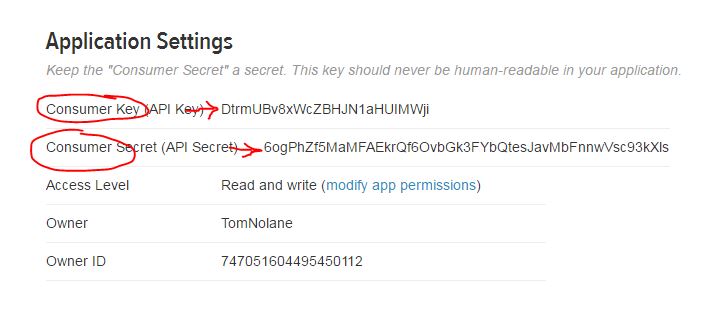 Application Settings
Keep the "Consumer Secret" a secret. This key should never be human-readable in your application.
Consumer Key (API Key) DtrmUBv8xWcZBHJN1aHUIMWji
Consumer Secret (API Secret) 6ogPhZf5MaMFAEkrQf6OvbGk3FYbQtesJavMbFnnwVsc93kXls
Access Level Read and write (modify app permissions)
Owner TomNolane
Owner ID 747051604495450112